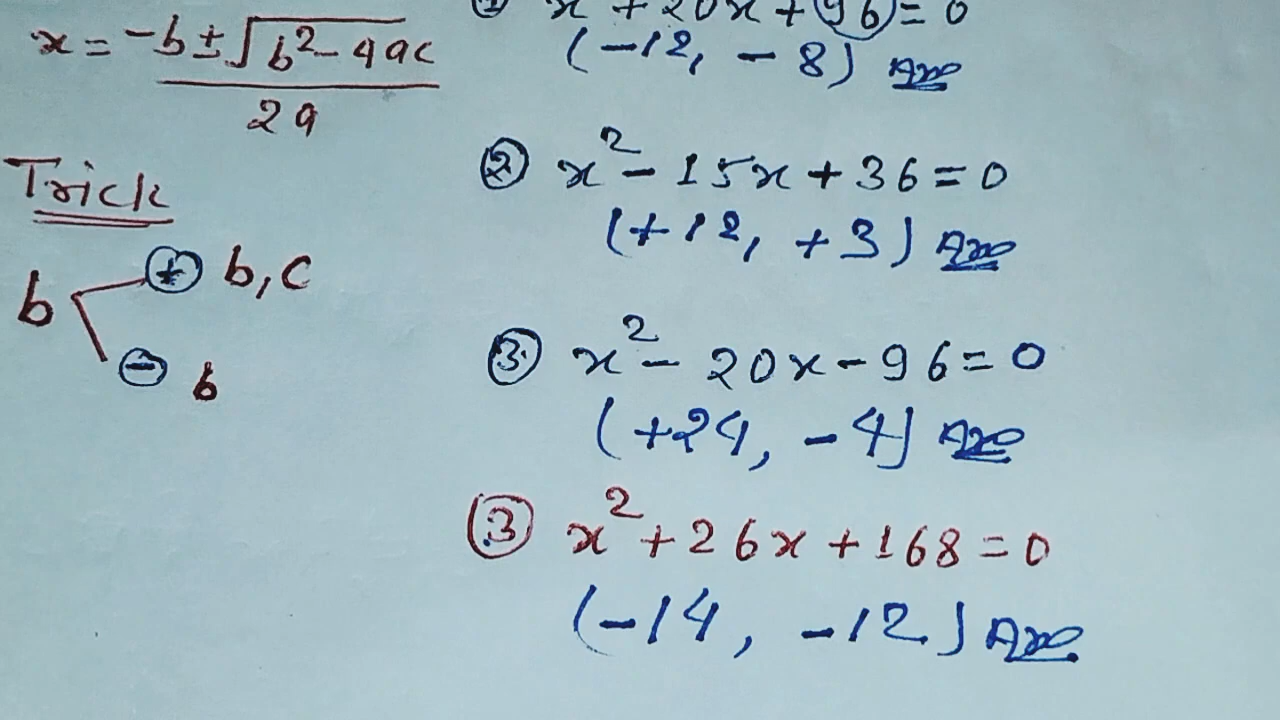 x = -b ± √b² - 4ac
2a
Trick
b
+ b, c
- b
① x + 20x + 96 = 0
(-12, -8) Ans
② x² - 15x + 36 = 0
(+12, +3) Ans
③ x² - 20x - 96 = 0
(+24, -4) Ans
③ x² + 26x + 168 = 0
(-14, -12) Ans